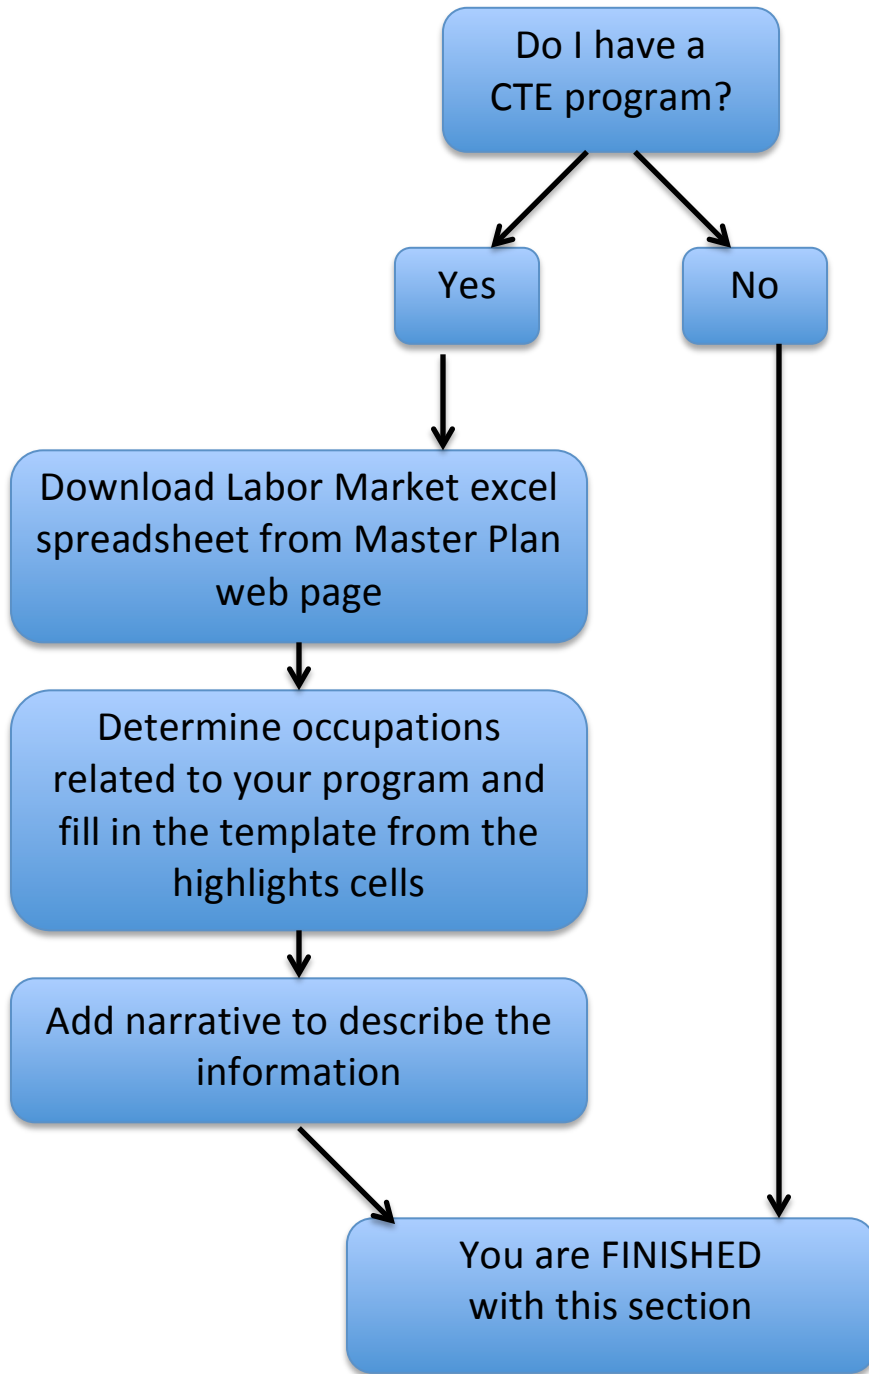 Do I have a
CTE program?
Yes
No
Download Labor Market excel
spreadsheet from Master Plan
web page
Determine occupations
related to your program and
fill in the template from the
highlights cells
Add narrative to describe the
information
You are FINISHED
with this section